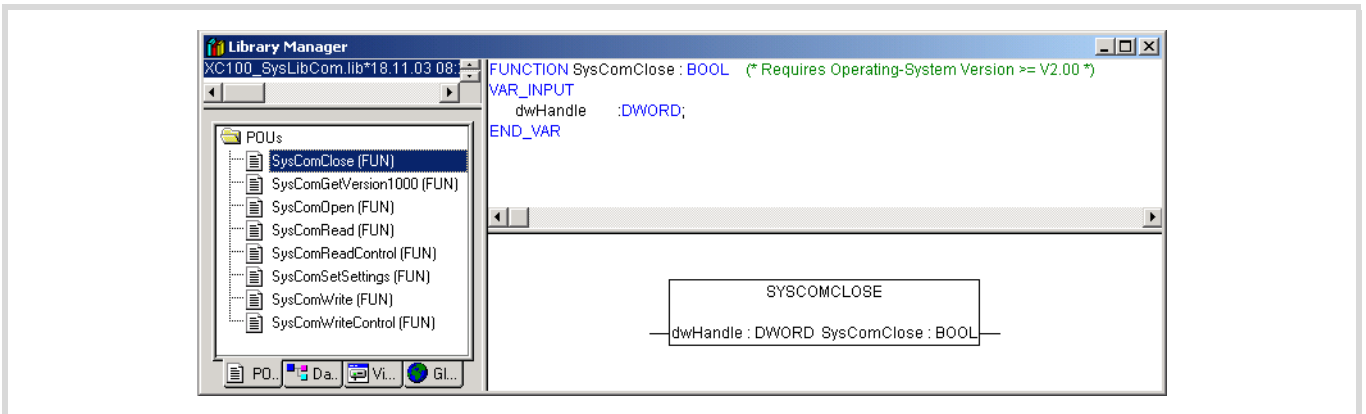 Library Manager
XC100_SysLibCom.lib*18.11.03 08:
POUs
SysComClose (FUN)
SysComGetVersion1000 (FUN)
SysComOpen (FUN)
SysComRead (FUN)
SysComReadControl (FUN)
SysComSetSettings (FUN)
SysComWrite (FUN)
SysComWriteControl (FUN)
PO.. Da.. Vi... Gl...
FUNCTION SysComClose : BOOL (* Requires Operating-System Version >= V2.00 *)
VAR_INPUT
dwHandle :DWORD;
END_VAR
SYSCOMCLOSE
dwHandle : DWORD SysComClose : BOOL